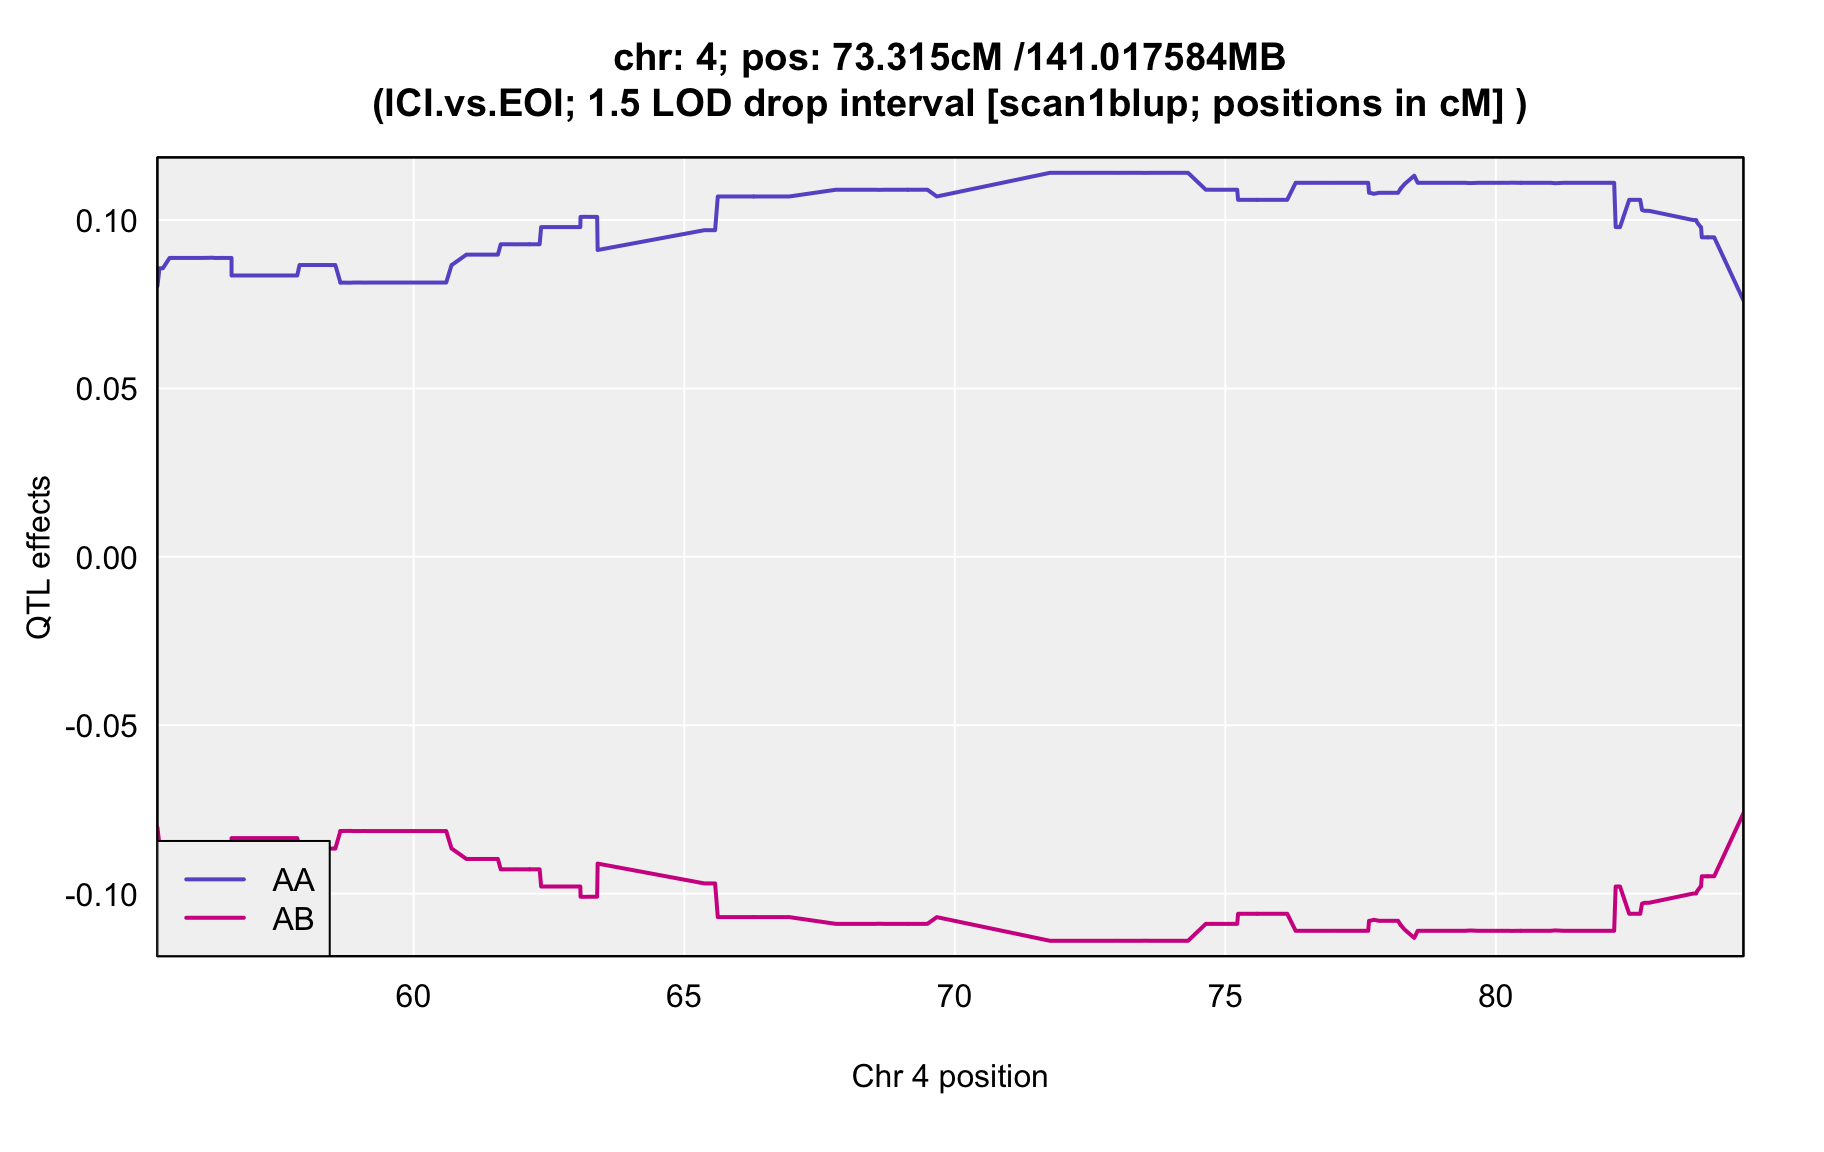 chr: 4; pos: 73.315cM /141.017584MB
(ICI.vs.EOI; 1.5 LOD drop interval [scan1blup; positions in cM] )
QTL effects
0.10
0.05
0.00
-0.05
-0.10
AA
AB
60 65 70 75 80
Chr 4 position